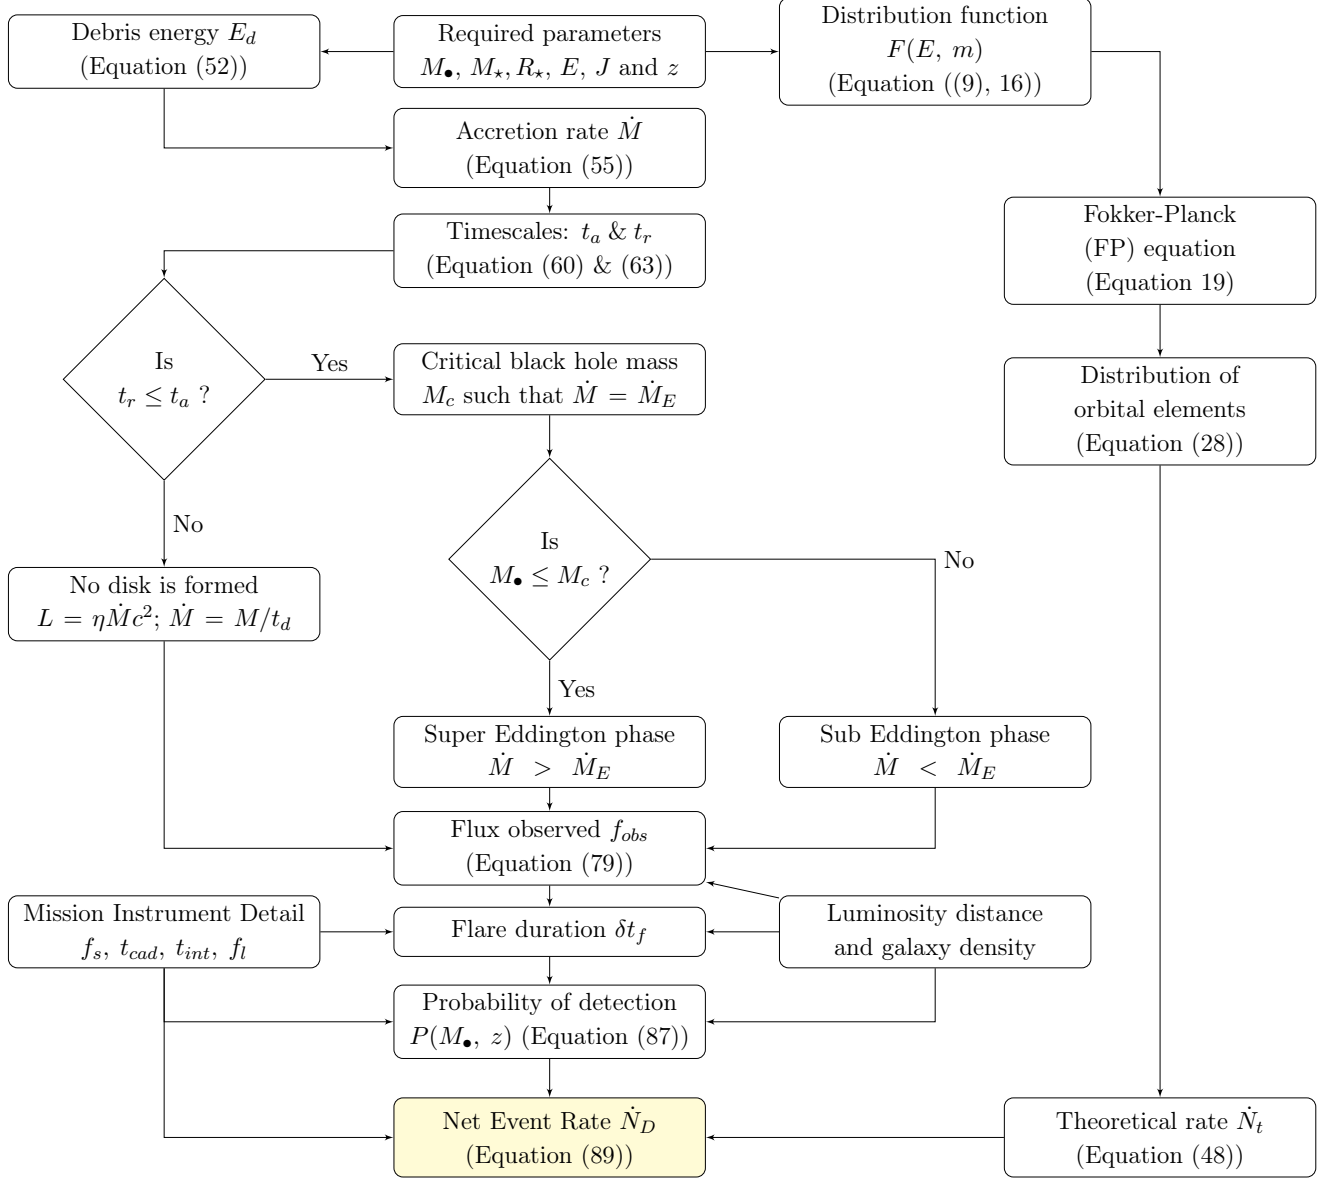 Debris energy E_d
(Equation (52))
Required parameters
M_•, M_⋆, R_⋆, E, J and z
Distribution function
F(E, m)
(Equation ((9), 16))
Accretion rate Ṁ
(Equation (55))
Timescales: t_a & t_r
(Equation (60) & (63))
Fokker-Planck
(FP) equation
(Equation 19)
Is
t_r ≤ t_a ?
Yes
Critical black hole mass
M_c such that Ṁ = Ṁ_E
Distribution of
orbital elements
(Equation (28))
No
Is
M_• ≤ M_c ?
No
No disk is formed
L = ηṀc²; Ṁ = M/t_d
Yes
Super Eddington phase
Ṁ > Ṁ_E
Sub Eddington phase
Ṁ < Ṁ_E
Flux observed f_obs
(Equation (79))
Mission Instrument Detail
f_s, t_cad, t_int, f_l
Flare duration δt_f
Luminosity distance
and galaxy density
Probability of detection
P(M_•, z) (Equation (87))
Net Event Rate Ṅ_D
(Equation (89))
Theoretical rate Ṅ_t
(Equation (48))